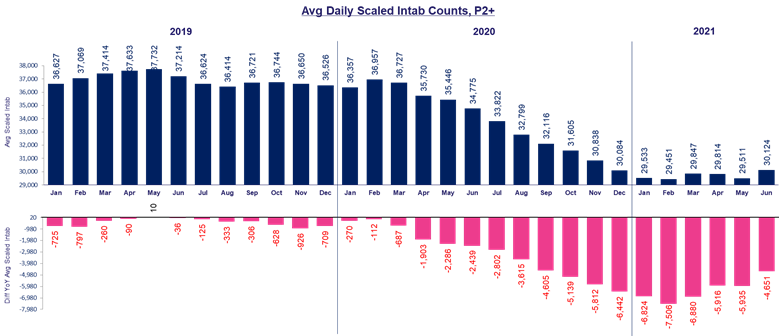 Avg Daily Scaled Intab Counts, P2+
2019 2020 2021
Avg Scaled Intab
38,000
37,000
36,000
35,000
34,000
33,000
32,000
31,000
30,000
29,000
36,627 37,069 37,414 37,633 37,732 37,214 36,624 36,414 36,721 36,744 36,650 36,526 36,357 36,957 36,727 35,730 35,446 34,775 33,822 32,799 32,116 31,605 30,838 30,084 29,533 29,451 29,847 29,814 29,511 30,124
Jan Feb Mar Apr May Jun Jul Aug Sep Oct Nov Dec Jan Feb Mar Apr May Jun Jul Aug Sep Oct Nov Dec Jan Feb Mar Apr May Jun
Diff YoY Avg Scaled Intab
20
-980
-1,980
-2,980
-3,980
-4,980
-5,980
-6,980
-7,980
-725 -797 -260 -90 10 -36 -125 -333 -306 -628 -926 -709 -270 -112 -687 -1,903 -2,286 -2,439 -2,802 -3,615 -4,605 -5,139 -5,812 -6,442 -6,824 -7,506 -6,880 -5,916 -5,935 -4,651